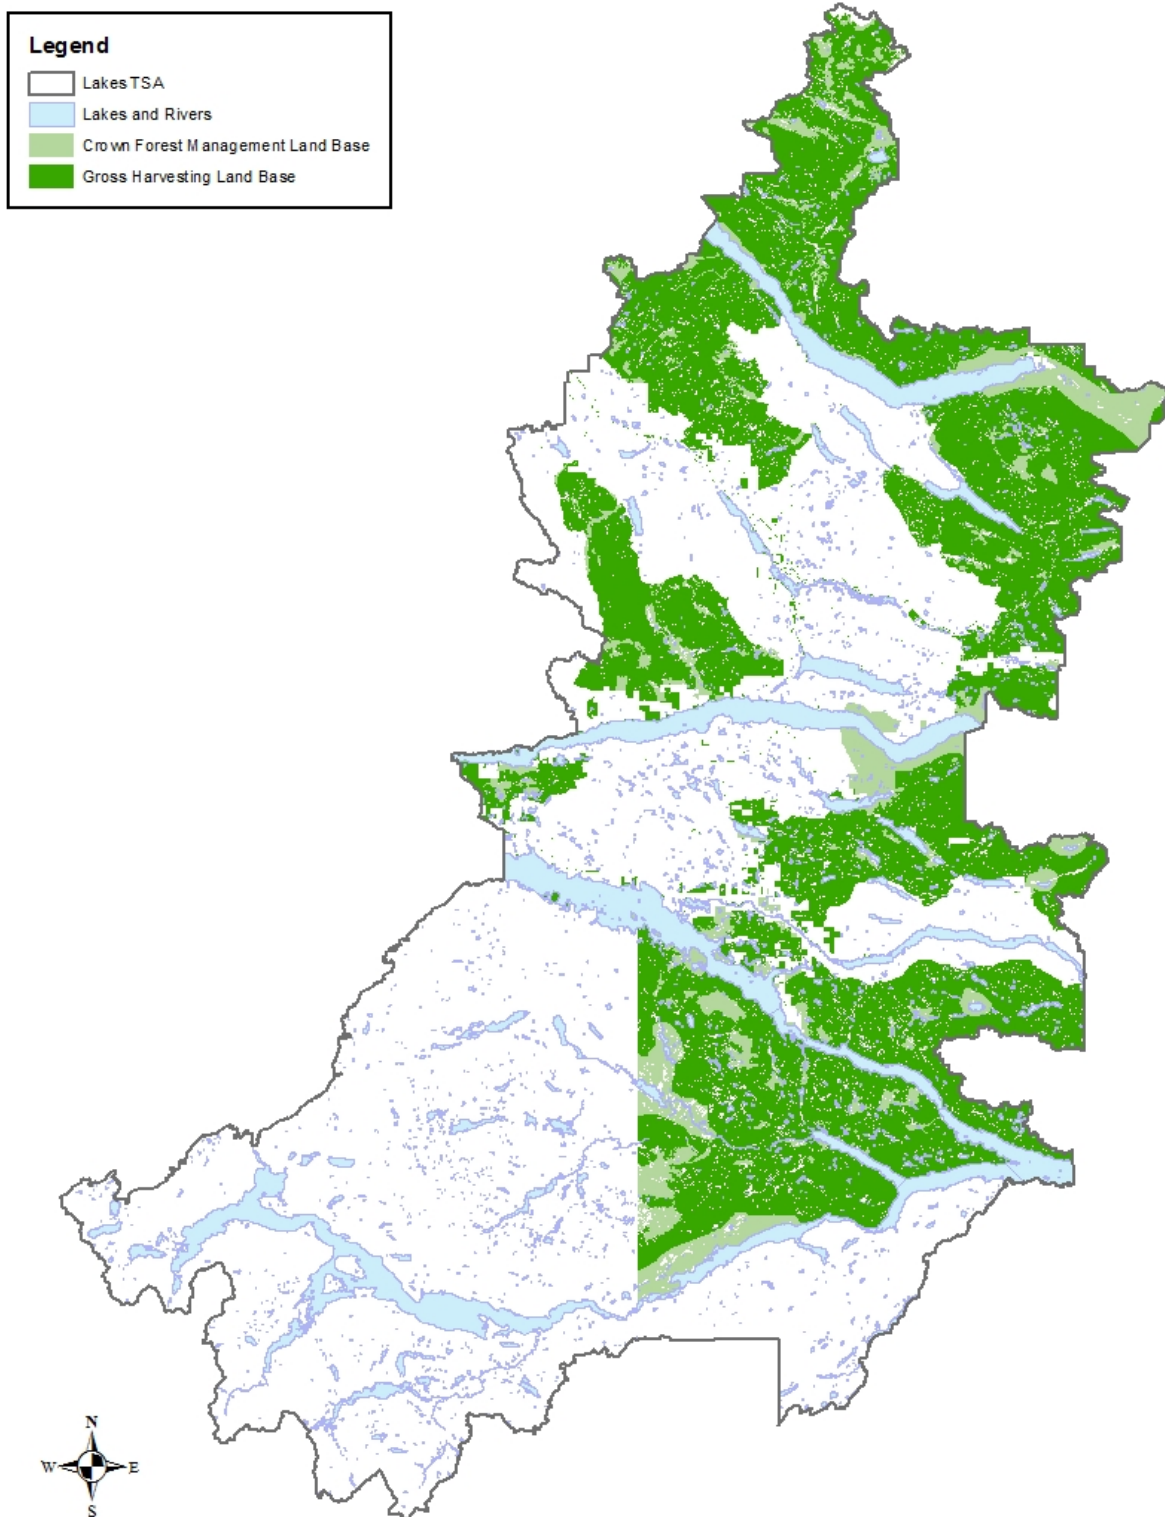 Legend
Lakes TSA
Lakes and Rivers
Crown Forest Management Land Base
Gross Harvesting Land Base
N
W E
S